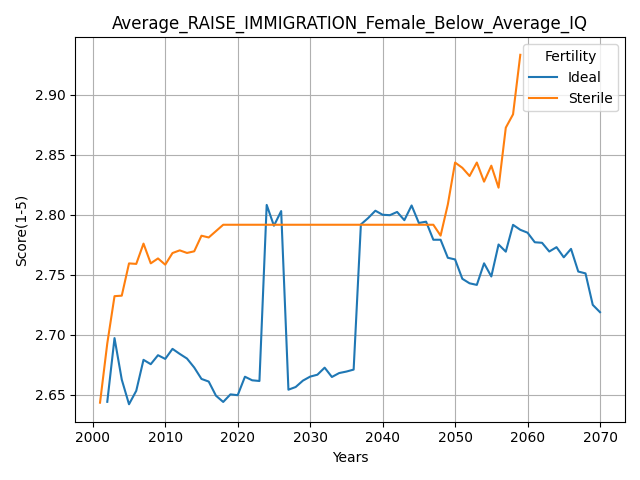 Average_RAISE_IMMIGRATION_Female_Below_Average_IQ
Fertility
Ideal
Sterile
Score(1-5)
2.90
2.85
2.80
2.75
2.70
2.65
2000
2010
2020
2030
2040
2050
2060
2070
Years